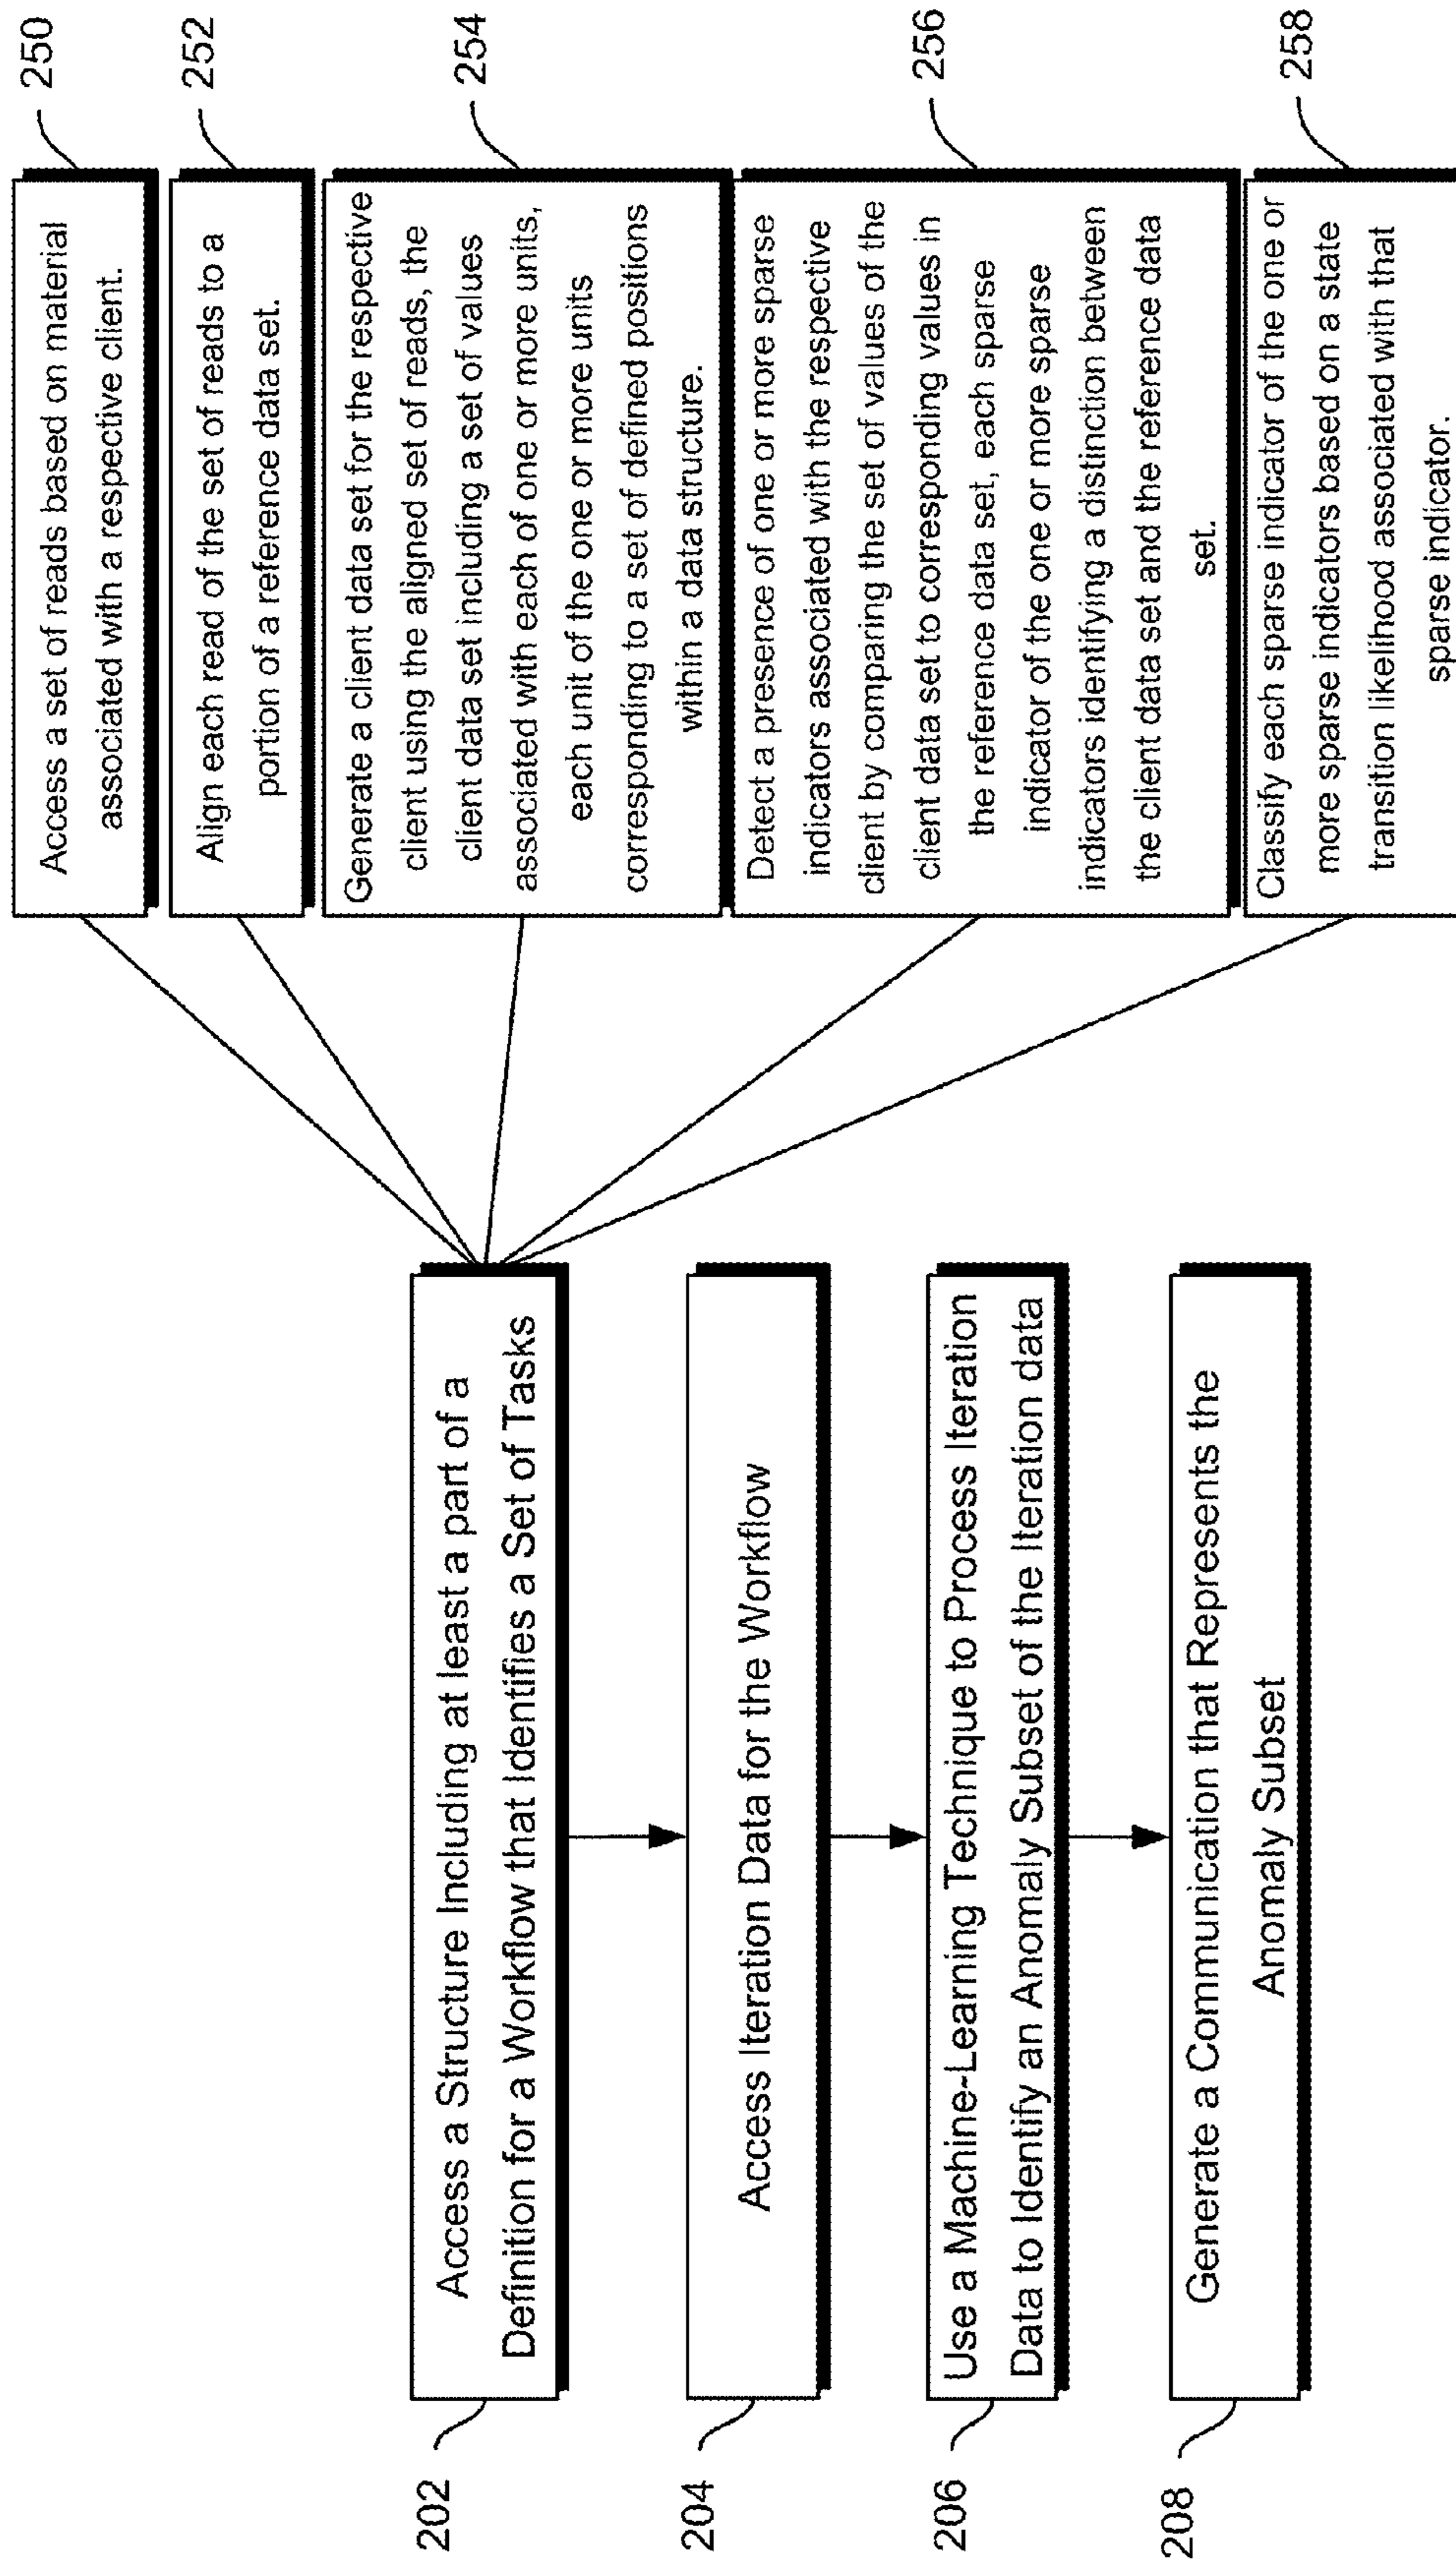 202
Access a Structure Including at least a part of a
Definition for a Workflow that Identifies a Set of Tasks
204
Access Iteration Data for the Workflow
206
Use a Machine-Learning Technique to Process Iteration
Data to Identify an Anomaly Subset of the Iteration data
208
Generate a Communication that Represents the
Anomaly Subset
Access a set of reads based on material
associated with a respective client.
250
Align each read of the set of reads to a
portion of a reference data set.
252
Generate a client data set for the respective
client using the aligned set of reads, the
client data set including a set of values
associated with each of one or more units,
each unit of the one or more units
corresponding to a set of defined positions
within a data structure.
254
Detect a presence of one or more sparse
indicators associated with the respective
client by comparing the set of values of the
client data set to corresponding values in
the reference data set, each sparse
indicator of the one or more sparse
indicators identifying a distinction between
the client data set and the reference data
set.
256
Classify each sparse indicator of the one or
more sparse indicators based on a state
transition likelihood associated with that
sparse indicator.
258